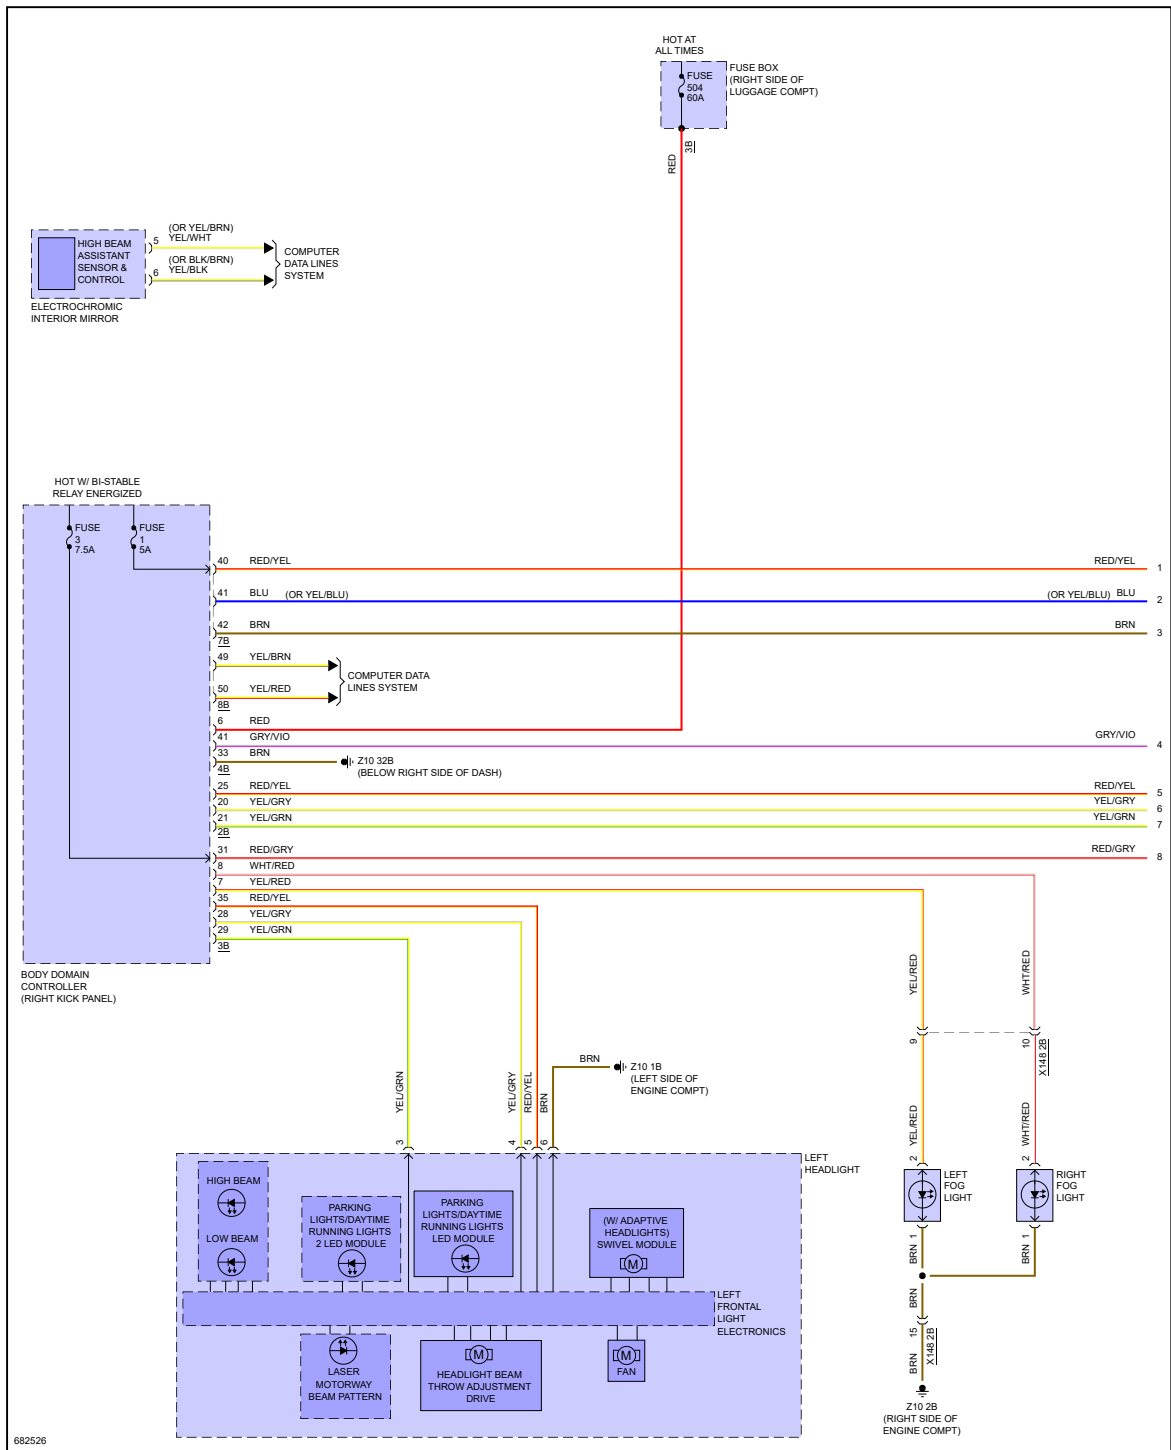 HOT AT
ALL TIMES
FUSE
504
60A
FUSE BOX
(RIGHT SIDE OF
LUGGAGE COMPT)
3B
RED
HIGH BEAM
ASSISTANT
SENSOR &
CONTROL
5
(OR YEL/BRN)
YEL/WHT
6
(OR BLK/BRN)
YEL/BLK
COMPUTER
DATA LINES
SYSTEM
ELECTROCHROMIC
INTERIOR MIRROR
HOT W/ BI-STABLE
RELAY ENERGIZED
FUSE
3
7.5A
FUSE
1
5A
40 RED/YEL RED/YEL 1
41 BLU (OR YEL/BLU) (OR YEL/BLU) BLU 2
42 BRN BRN 3
7B
49 YEL/BRN
50 YEL/RED
8B
COMPUTER DATA
LINES SYSTEM
6 RED
41 GRY/VIO GRY/VIO 4
33 BRN
4B
Z10 32B
(BELOW RIGHT SIDE OF DASH)
25 RED/YEL RED/YEL 5
20 YEL/GRY YEL/GRY 6
21 YEL/GRN YEL/GRN 7
2B
31 RED/GRY RED/GRY 8
8 WHT/RED
7 YEL/RED
35 RED/YEL
28 YEL/GRY
29 YEL/GRN
3B
BODY DOMAIN
CONTROLLER
(RIGHT KICK PANEL)
YEL/RED
WHT/RED
9
10
X148 2B
BRN
Z10 1B
(LEFT SIDE OF
ENGINE COMPT)
YEL/GRN
YEL/GRY
RED/YEL
BRN
3
4
5
6
YEL/RED
WHT/RED
2
2
LEFT
HEADLIGHT
LEFT
FOG
LIGHT
RIGHT
FOG
LIGHT
HIGH BEAM
LOW BEAM
PARKING
LIGHTS/DAYTIME
RUNNING LIGHTS
2 LED MODULE
PARKING
LIGHTS/DAYTIME
RUNNING LIGHTS
LED MODULE
(W/ ADAPTIVE
HEADLIGHTS)
SWIVEL MODULE
M
BRN 1
BRN 1
LEFT
FRONTAL
LIGHT
ELECTRONICS
BRN
15
X148 2B
BRN
LASER
MOTORWAY
BEAM PATTERN
M
HEADLIGHT BEAM
THROW ADJUSTMENT
DRIVE
M
FAN
Z10 2B
(RIGHT SIDE OF
ENGINE COMPT)
682526